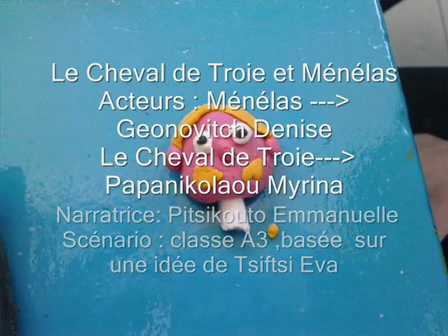 Le Cheval de Troie et Ménélas
Acteurs : Ménélas --->
Geonovitch Denise
Le Cheval de Troie--->
Papanikolaou Myrina
Narratrice: Pitsikouto Emmanuelle
Scénario : classe A3 ,basée sur
une idée de Tsiftsi Eva